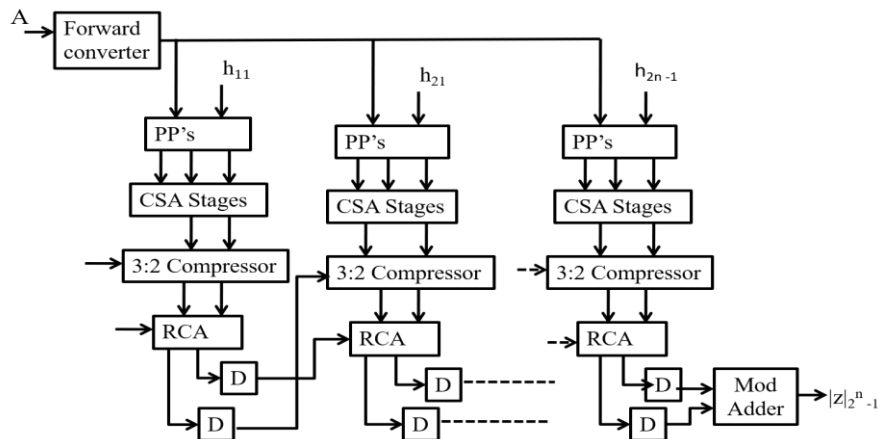 A
Forward
converter
h₁₁
h₂₁
h₂ₙ₋₁
PP's
PP's
PP's
CSA Stages
CSA Stages
CSA Stages
3:2 Compressor
3:2 Compressor
3:2 Compressor
RCA
RCA
RCA
D
D
D
D
D
D
Mod
Adder
|z|₂ⁿ₋₁